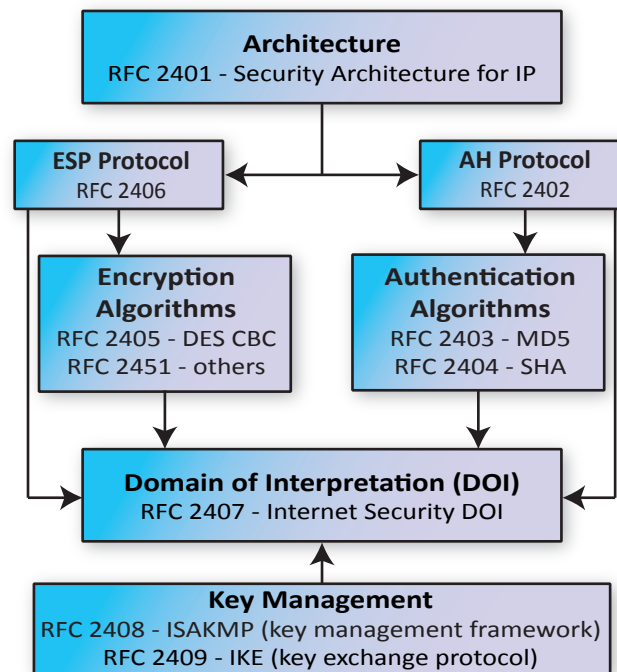 Architecture
RFC 2401 - Security Architecture for IP
ESP Protocol
RFC 2406
AH Protocol
RFC 2402
Encryption
Algorithms
RFC 2405 - DES CBC
RFC 2451 - others
Authentication
Algorithms
RFC 2403 - MD5
RFC 2404 - SHA
Domain of Interpretation (DOI)
RFC 2407 - Internet Security DOI
Key Management
RFC 2408 - ISAKMP (key management framework)
RFC 2409 - IKE (key exchange protocol)